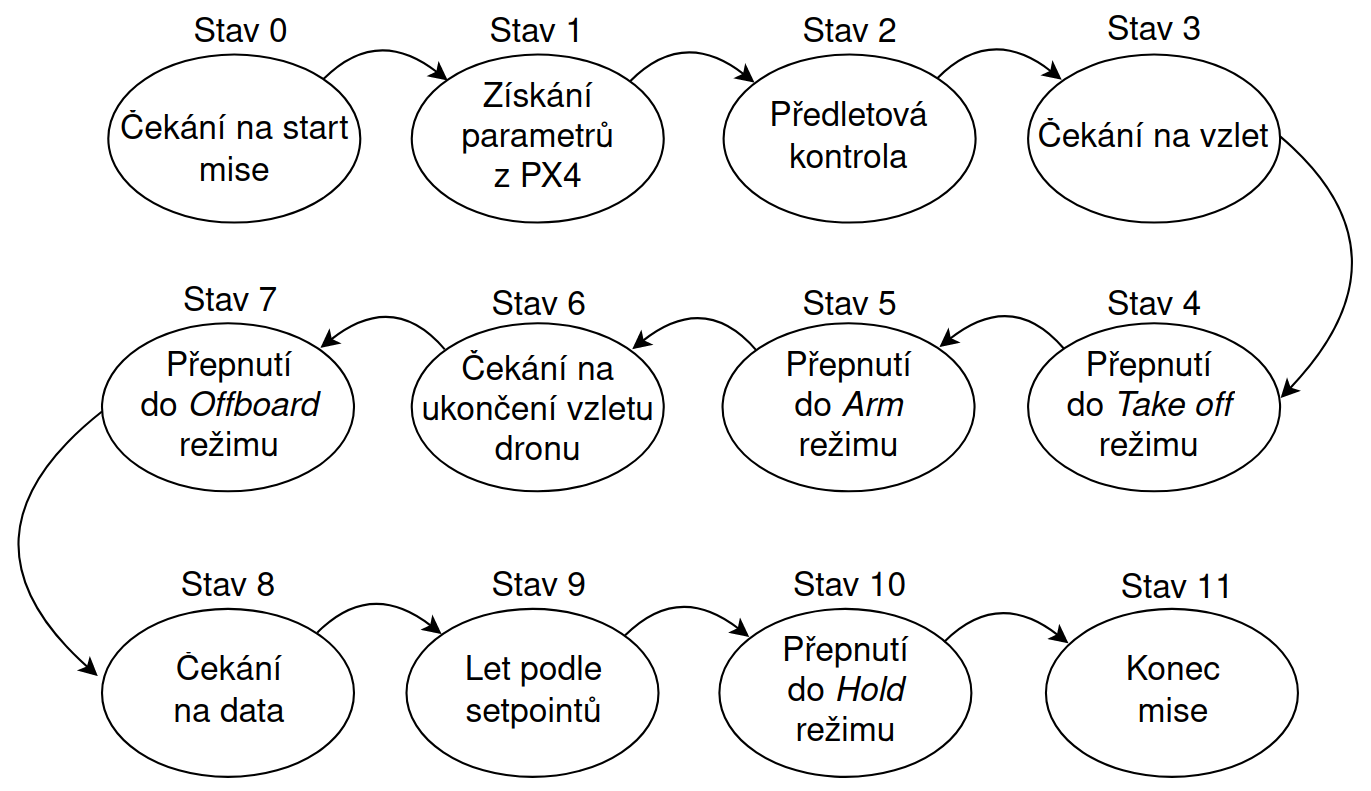 Stav 0
Čekání na start
mise
Stav 1
Získání
parametrů
z PX4
Stav 2
Předletová
kontrola
Stav 3
Čekání na vzlet
Stav 4
Přepnutí
do Take off
režimu
Stav 5
Přepnutí
do Arm
režimu
Stav 6
Čekání na
ukončení vzletu
dronu
Stav 7
Přepnutí
do Offboard
režimu
Stav 8
Čekání
na data
Stav 9
Let podle
setpointů
Stav 10
Přepnutí
do Hold
režimu
Stav 11
Konec
mise